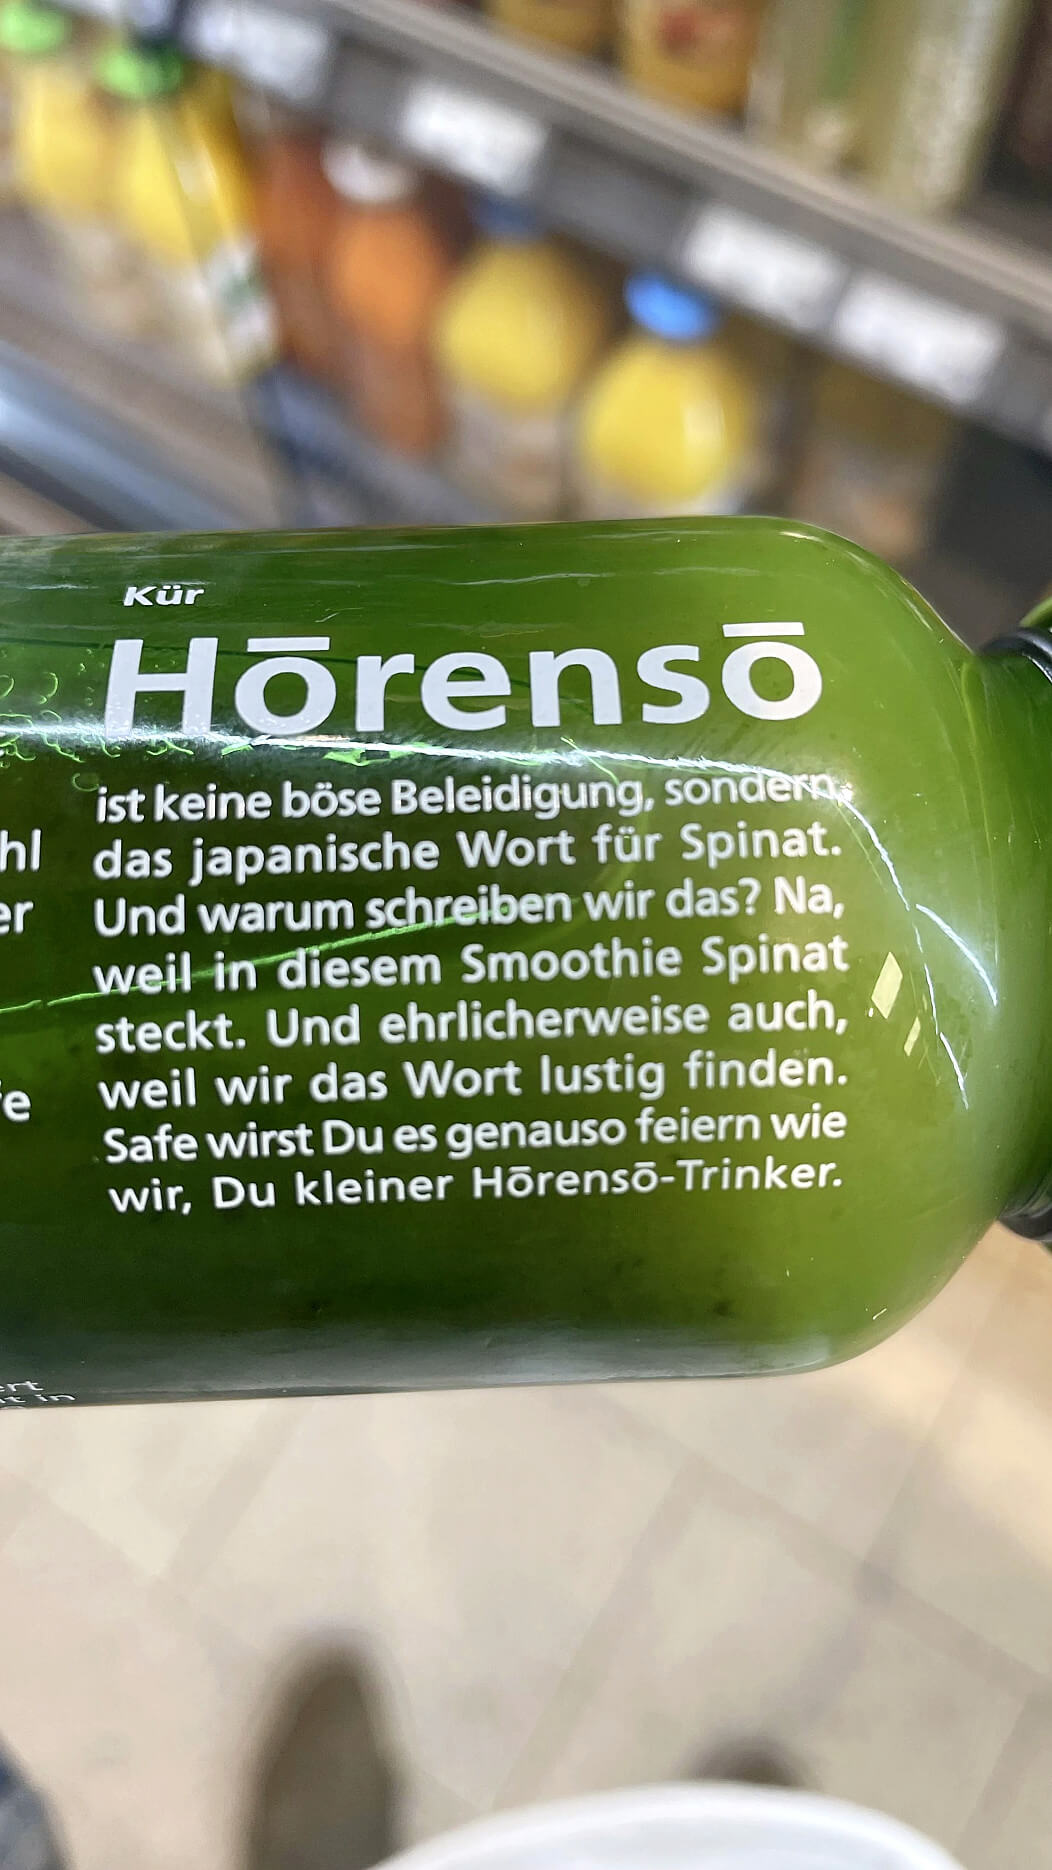 Kür
Hōrensō
ist keine böse Beleidigung, sondern
das japanische Wort für Spinat.
Und warum schreiben wir das? Na,
weil in diesem Smoothie Spinat
steckt. Und ehrlicherweise auch,
weil wir das Wort lustig finden.
Safe wirst Du es genauso feiern wie
wir, Du kleiner Hōrensō-Trinker.